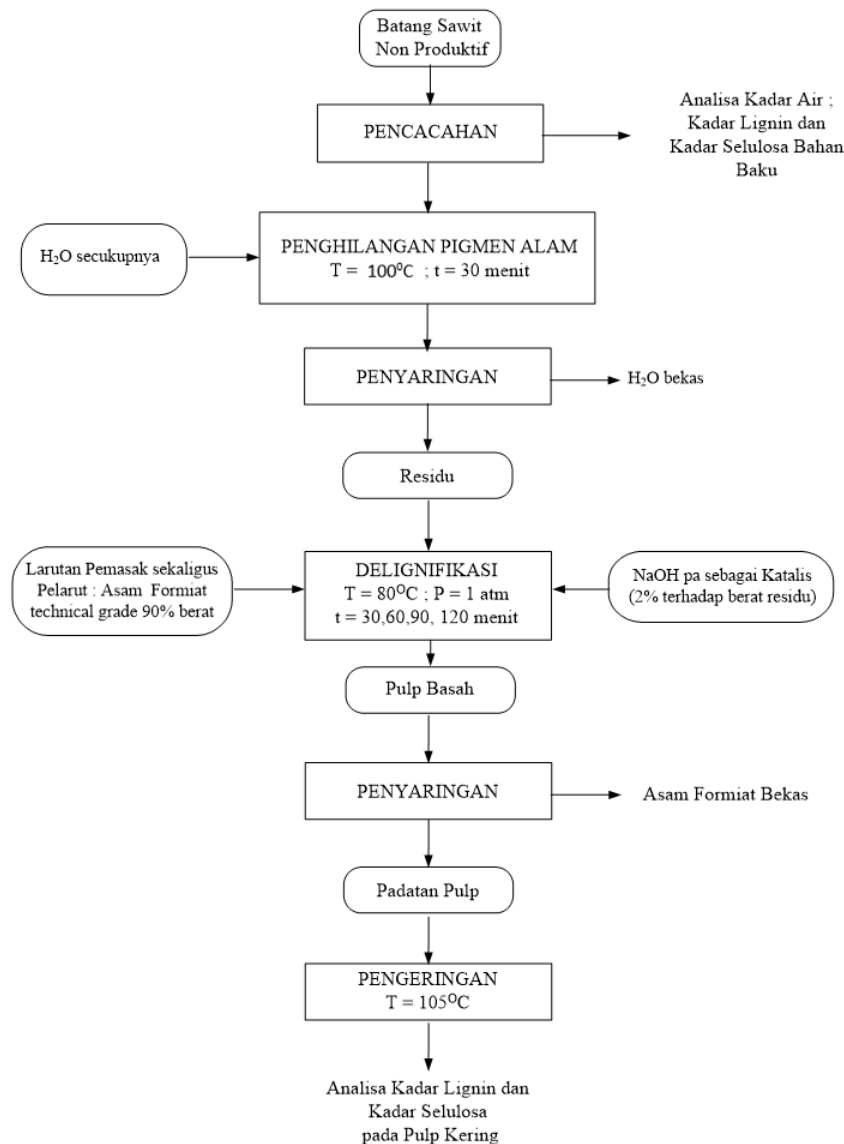 Batang Sawit
Non Produktif
PENCACAHAN
Analisa Kadar Air ;
Kadar Lignin dan
Kadar Selulosa Bahan
Baku
H₂O secukupnya
PENGHILANGAN PIGMEN ALAM
T = 100⁰C ; t = 30 menit
PENYARINGAN
H₂O bekas
Residu
Larutan Pemasak sekaligus
Pelarut : Asam Formiat
technical grade 90% berat
DELIGNIFIKASI
T = 80⁰C ; P = 1 atm
t = 30,60,90, 120 menit
NaOH pa sebagai Katalis
(2% terhadap berat residu)
Pulp Basah
PENYARINGAN
Asam Formiat Bekas
Padatan Pulp
PENGERINGAN
T = 105⁰C
Analisa Kadar Lignin dan
Kadar Selulosa
pada Pulp Kering